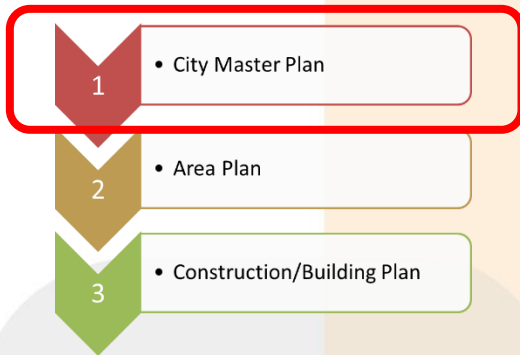 1
• City Master Plan
2
• Area Plan
3
• Construction/Building Plan